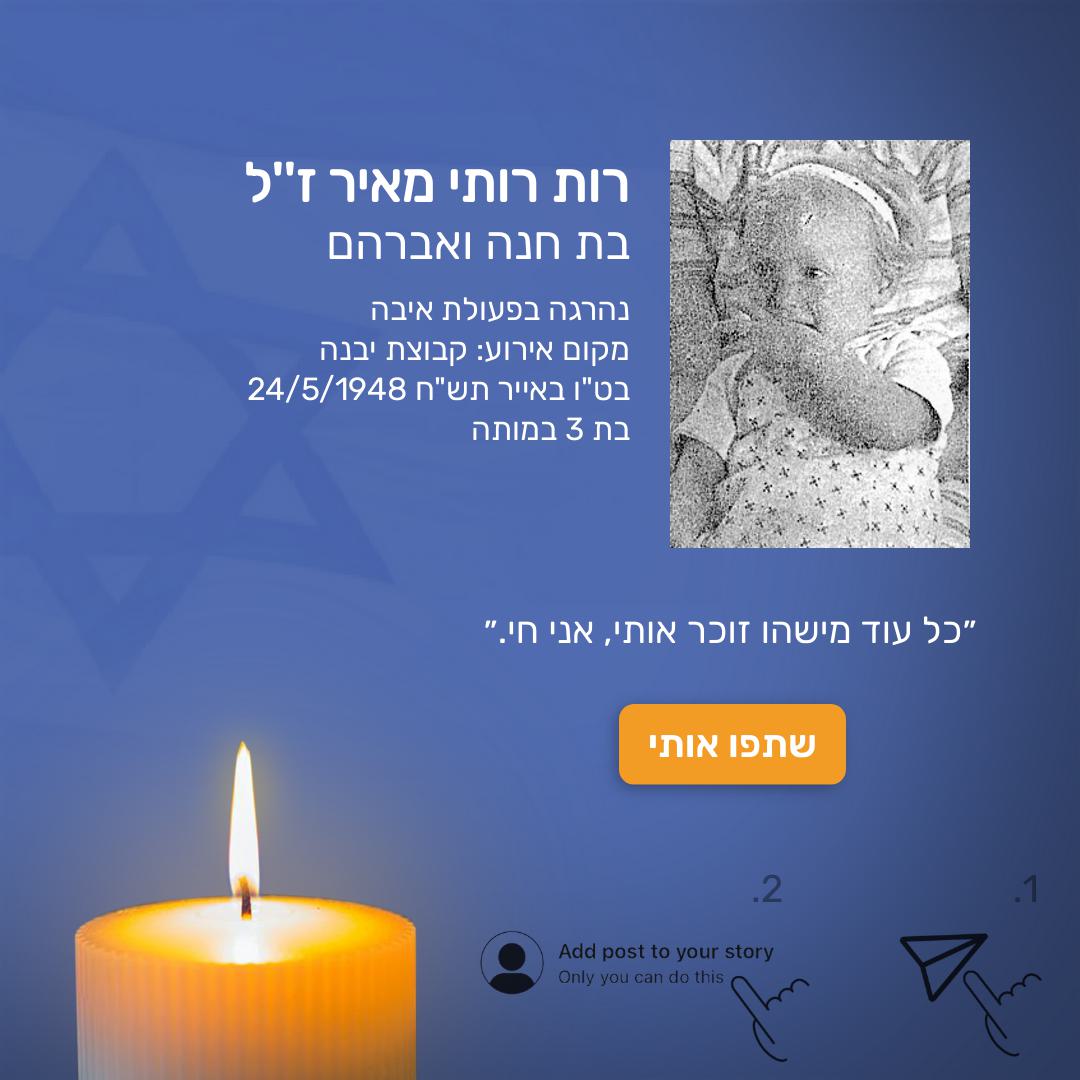 רות רותי מאיר ז"ל
בת חנה ואברהם
נהרגה בפעולת איבה
מקום אירוע: קבוצת יבנה
בט"ו באייר תש"ח 24/5/1948
בת 3 במותה
״כל עוד מישהו זוכר אותי, אני חי.״
שתפו אותי
1.
2.
Add post to your story
Only you can do this